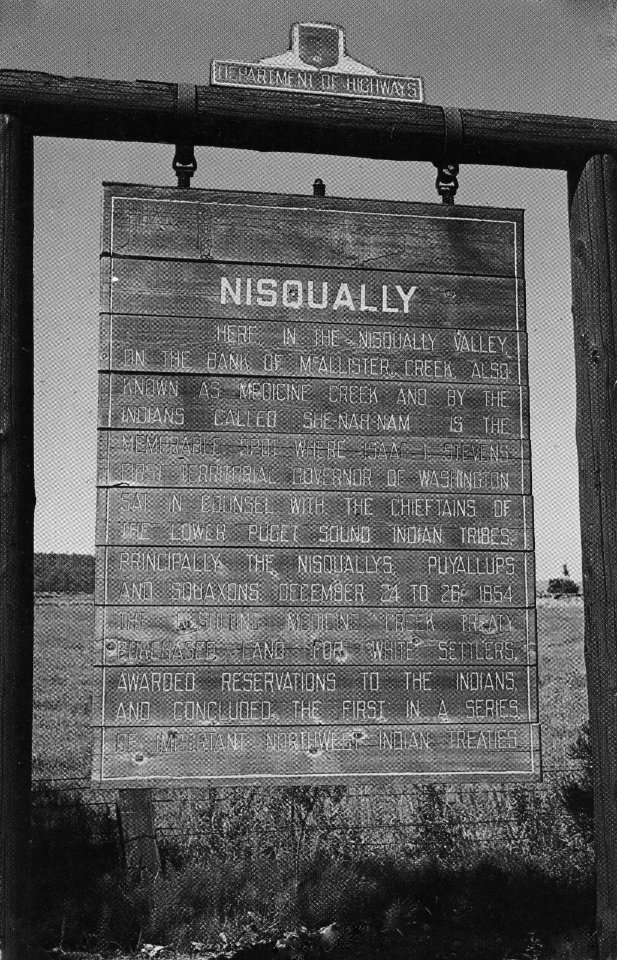 DEPARTMENT OF HIGHWAYS
NISQUALLY
HERE, IN THE NISQUALLY VALLEY,
ON THE BANK OF McALLISTER CREEK ALSO
KNOWN AS MEDICINE CREEK AND BY THE
INDIANS CALLED SHE-NAH-NAM IS THE
MEMORABLE SPOT WHERE ISAAC I STEVENS
FIRST TERRITORIAL GOVERNOR OF WASHINGTON
SAT IN COUNSEL WITH THE CHIEFTAINS OF
THE LOWER PUGET SOUND INDIAN TRIBES,
PRINCIPALLY THE NISQUALLYS, PUYALLUPS
AND SQUAXONS, DECEMBER 24 TO 26, 1854
THE RESULTING MEDICINE CREEK TREATY
PURCHASED LAND FOR WHITE SETTLERS,
AWARDED RESERVATIONS TO THE INDIANS,
AND CONCLUDED THE FIRST IN A SERIES
OF IMPORTANT NORTHWEST INDIAN TREATIES